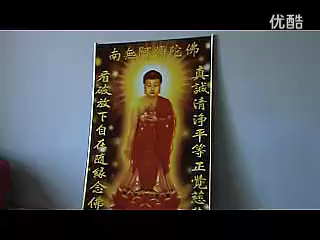 优酷
南無阿彌陀佛
真誠清淨平等正覺慈
看破放下自在隨緣念佛